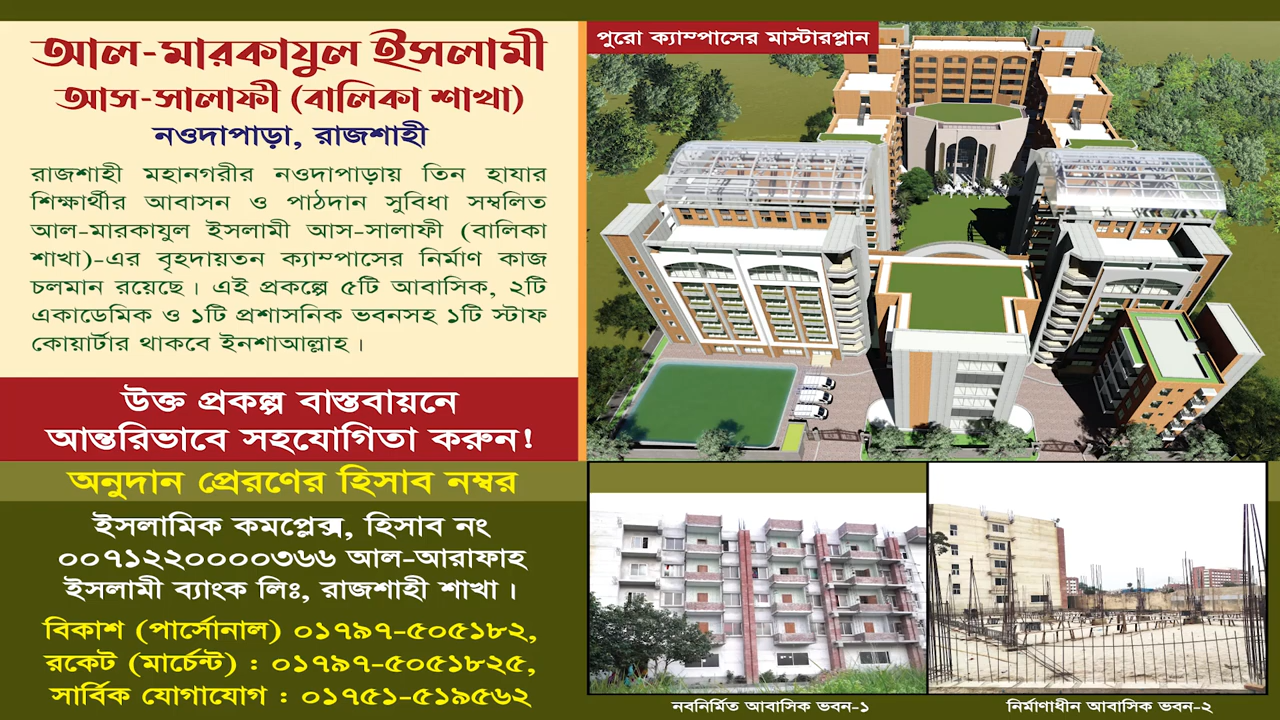 আল-মারকাযুল ইসলামী
আস-সালাফী (বালিকা শাখা)
নওদাপাড়া, রাজশাহী
রাজশাহী মহানগরীর নওদাপাড়ায় তিন হাযার
শিক্ষার্থীর আবাসন ও পাঠদান সুবিধা সম্বলিত
আল-মারকাযুল ইসলামী আস-সালাফী (বালিকা
শাখা)-এর বৃহদায়তন ক্যাম্পাসের নির্মাণ কাজ
চলমান রয়েছে। এই প্রকল্পে ৫টি আবাসিক, ২টি
একাডেমিক ও ১টি প্রশাসনিক ভবনসহ ১টি স্টাফ
কোয়ার্টার থাকবে ইনশাআল্লাহ।
উক্ত প্রকল্প বাস্তবায়নে
আন্তরিভাবে সহযোগিতা করুন!
অনুদান প্রেরণের হিসাব নম্বর
ইসলামিক কমপ্লেক্স, হিসাব নং
০০৭১২২০০০০৩৬৬ আল-আরাফাহ
ইসলামী ব্যাংক লিঃ, রাজশাহী শাখা।
বিকাশ (পার্সোনাল) ০১৭৯৭-৫০৫১৮২,
রকেট (মার্চেন্ট) : ০১৭৯৭-৫০৫১৮২৫,
সার্বিক যোগাযোগ : ০১৭৫১-৫১৯৫৬২
পুরো ক্যাম্পাসের মাস্টারপ্লান
নবনির্মিত আবাসিক ভবন-১
নির্মাণাধীন আবাসিক ভবন-২